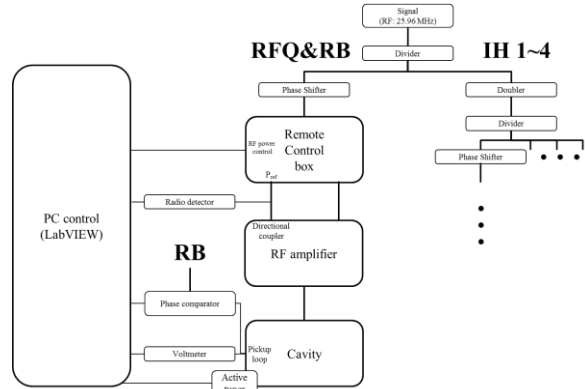 Signal
(RF: 25.96 MHz)
RFQ&RB
IH 1~4
Divider
Phase Shifter
Doubler
Divider
Phase Shifter
RF power
control
Remote
Control
box
Pref
Radio detector
PC control
(LabVIEW)
Directional
coupler
RF amplifier
RB
Phase comparator
Voltmeter
Pickup
loop
Cavity
Active
tuner